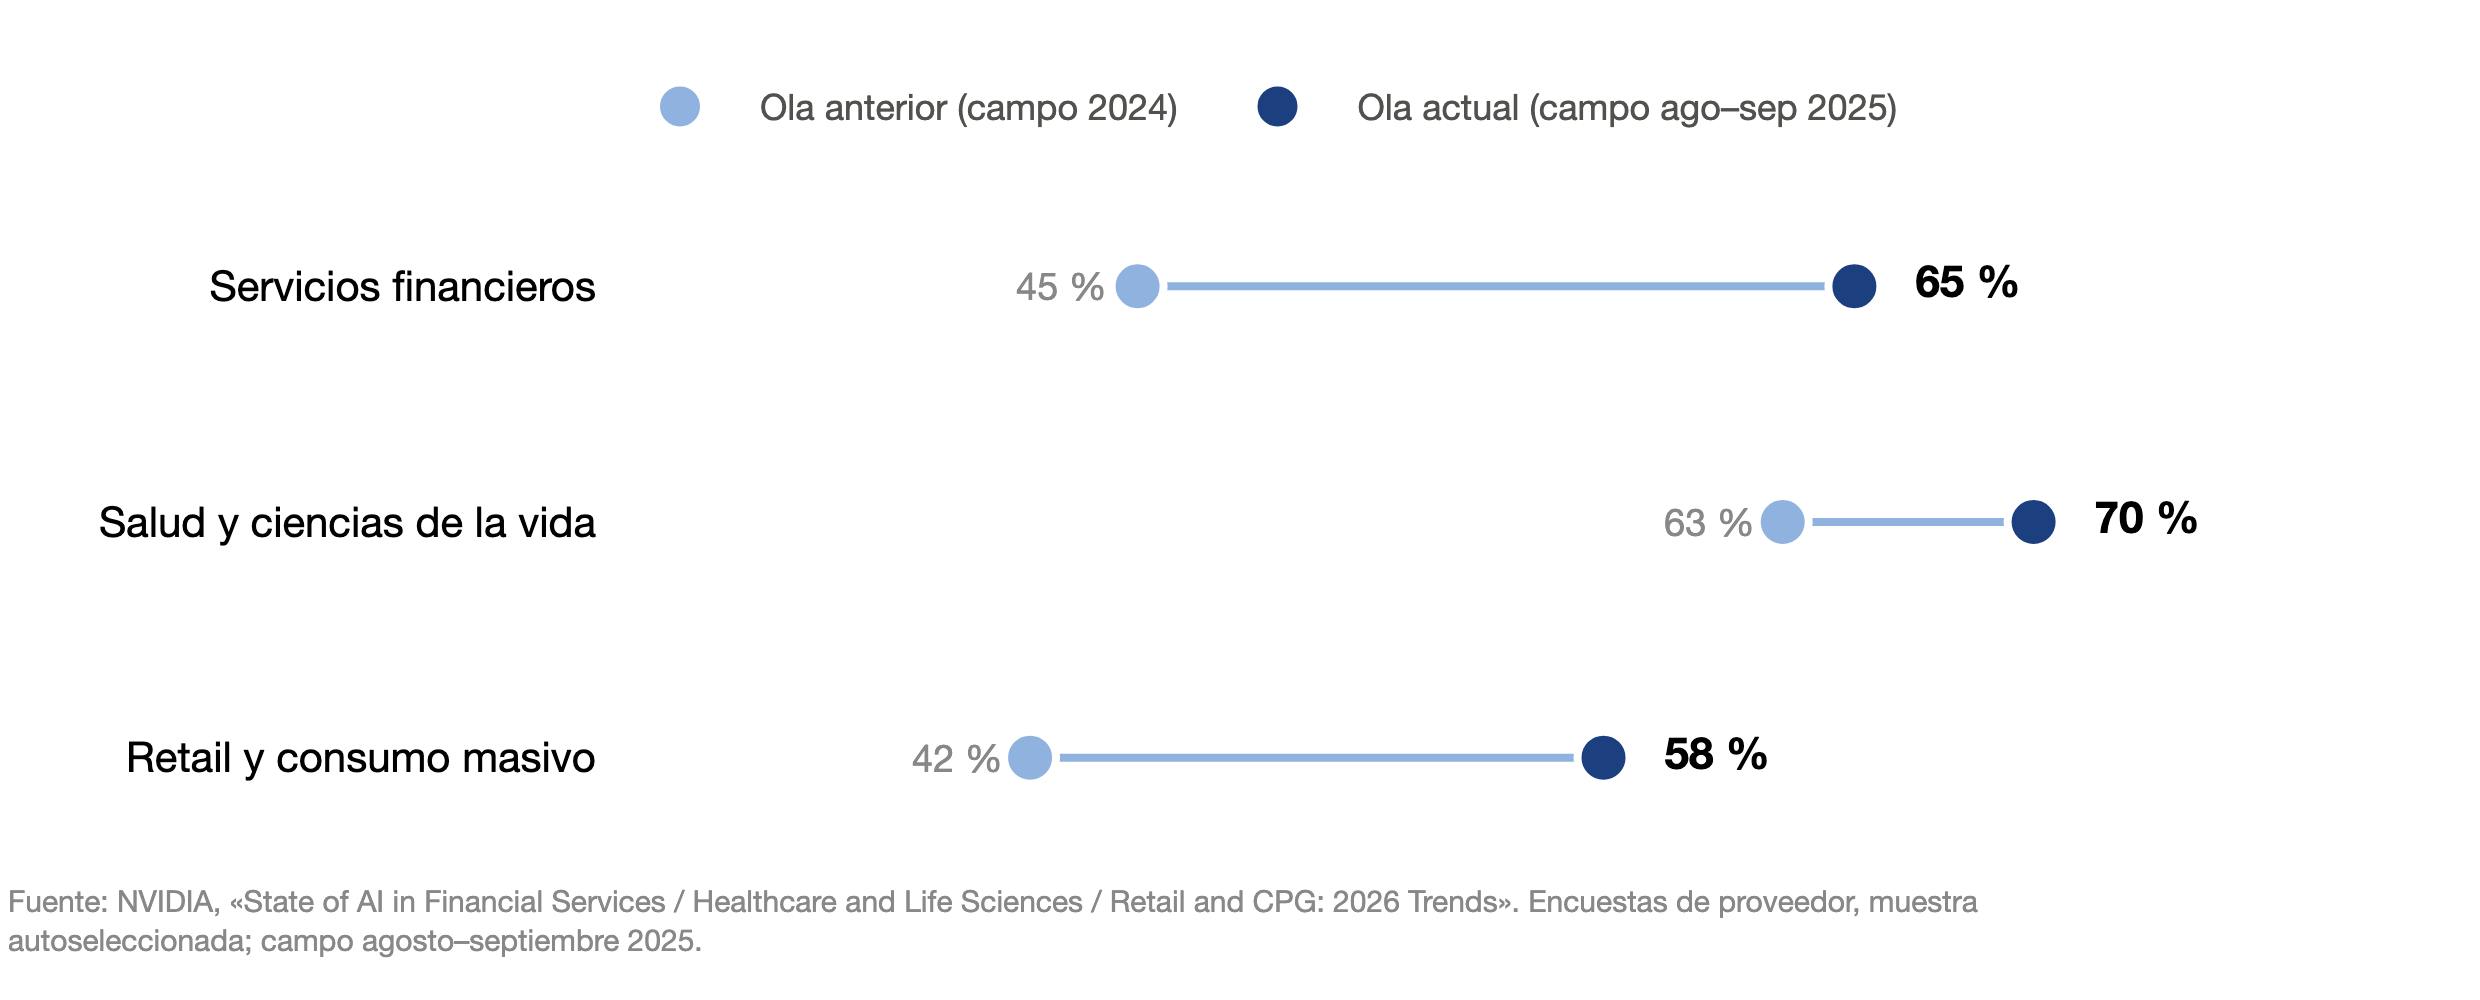 Ola anterior (campo 2024) Ola actual (campo ago–sep 2025)
Servicios financieros 45 % 65 %
Salud y ciencias de la vida 63 % 70 %
Retail y consumo masivo 42 % 58 %
Fuente: NVIDIA, «State of AI in Financial Services / Healthcare and Life Sciences / Retail and CPG: 2026 Trends». Encuestas de proveedor, muestra
autoseleccionada; campo agosto–septiembre 2025.